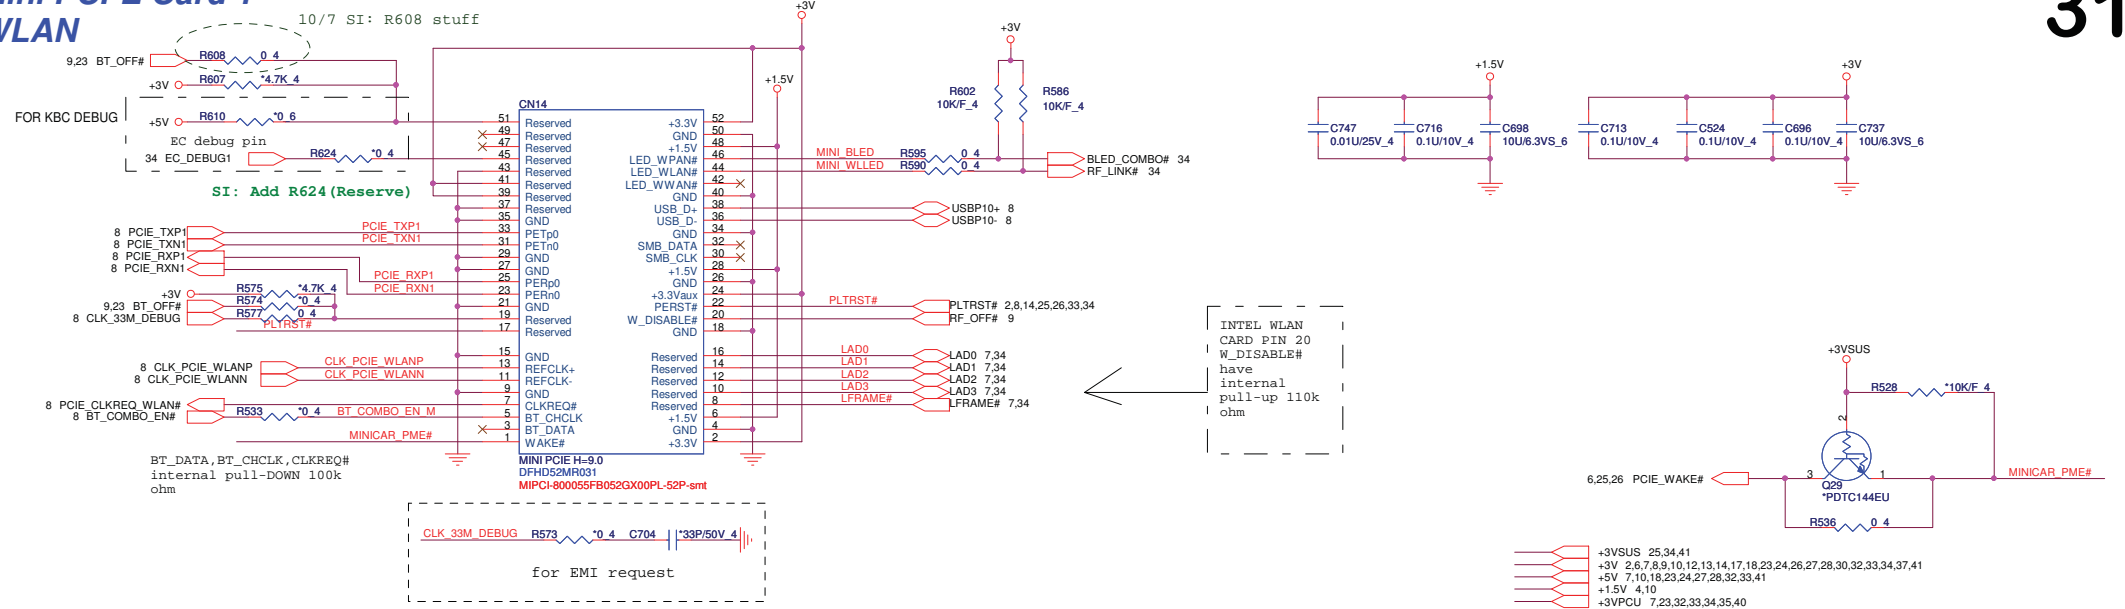 Mini PCI-E Card 1
WLAN
31
10/7 SI: R608 stuff
9,23 BT_OFF# R608 0_4
+3V R607 *4.7K_4
FOR KBC DEBUG
+5V R610 *0_6
EC debug pin
34 EC_DEBUG1 R624 *0_4
SI: Add R624(Reserve)
8 PCIE_TXP1 PCIE_TXP1
8 PCIE_TXN1 PCIE_TXN1
8 PCIE_RXP1 PCIE_RXP1
8 PCIE_RXN1 PCIE_RXN1
+3V R575 *4.7K_4
9,23 BT_OFF# R574 *0_4
8 CLK_33M_DEBUG R577 0_4
PLTRST#
8 CLK_PCIE_WLANP CLK_PCIE_WLANP
8 CLK_PCIE_WLANN CLK_PCIE_WLANN
8 PCIE_CLKREQ_WLAN#
8 BT_COMBO_EN# R533 *0_4 BT_COMBO_EN_M
MINICAR_PME#
BT_DATA,BT_CHCLK,CLKREQ#
internal pull-DOWN 100k
ohm
+3V
+1.5V
CN14
51 Reserved +3.3V 52
49 Reserved GND 50
47 Reserved +1.5V 48
45 Reserved LED_WPAN# 46
43 Reserved LED_WLAN# 44
41 Reserved LED_WWAN# 42
39 Reserved GND 40
37 Reserved USB_D+ 38
35 GND USB_D- 36
33 PETp0 GND 34
31 PETn0 SMB_DATA 32
29 GND SMB_CLK 30
27 GND +1.5V 28
25 PERp0 GND 26
23 PERn0 +3.3Vaux 24
21 GND PERST# 22
19 Reserved W_DISABLE# 20
17 Reserved GND 18
15 GND Reserved 16
13 REFCLK+ Reserved 14
11 REFCLK- Reserved 12
9 GND Reserved 10
7 CLKREQ# Reserved 8
5 BT_CHCLK +1.5V 6
3 BT_DATA GND 4
1 WAKE# +3.3V 2
MINI PCIE H=9.0
DFHD52MR031
MIPCI-800055FB052GX00PL-52P-smt
CLK_33M_DEBUG R573 *0_4 C704 *33P/50V_4
for EMI request
+3V
R602
10K/F_4
R586
10K/F_4
MINI_BLED R595 0_4 BLED_COMBO# 34
MINI_WLLED R590 0_4 RF_LINK# 34
USBP10+ 8
USBP10- 8
PLTRST# PLTRST# 2,8,14,25,26,33,34
RF_OFF# 9
LAD0 LAD0 7,34
LAD1 LAD1 7,34
LAD2 LAD2 7,34
LAD3 LAD3 7,34
LFRAME# LFRAME# 7,34
INTEL WLAN
CARD PIN 20
W_DISABLE#
have
internal
pull-up 110k
ohm
+1.5V
C747
0.01U/25V_4
C716
0.1U/10V_4
C698
10U/6.3VS_6
+3V
C713
0.1U/10V_4
C524
0.1U/10V_4
C696
0.1U/10V_4
C737
10U/6.3VS_6
+3VSUS
R528 *10K/F_4
2
6,25,26 PCIE_WAKE# 3 1 MINICAR_PME#
Q29
*PDTC144EU
R536 0_4
+3VSUS 25,34,41
+3V 2,6,7,8,9,10,12,13,14,17,18,23,24,26,27,28,30,32,33,34,37,41
+5V 7,10,18,23,24,27,28,32,33,41
+1.5V 4,10
+3VPCU 7,23,32,33,34,35,40